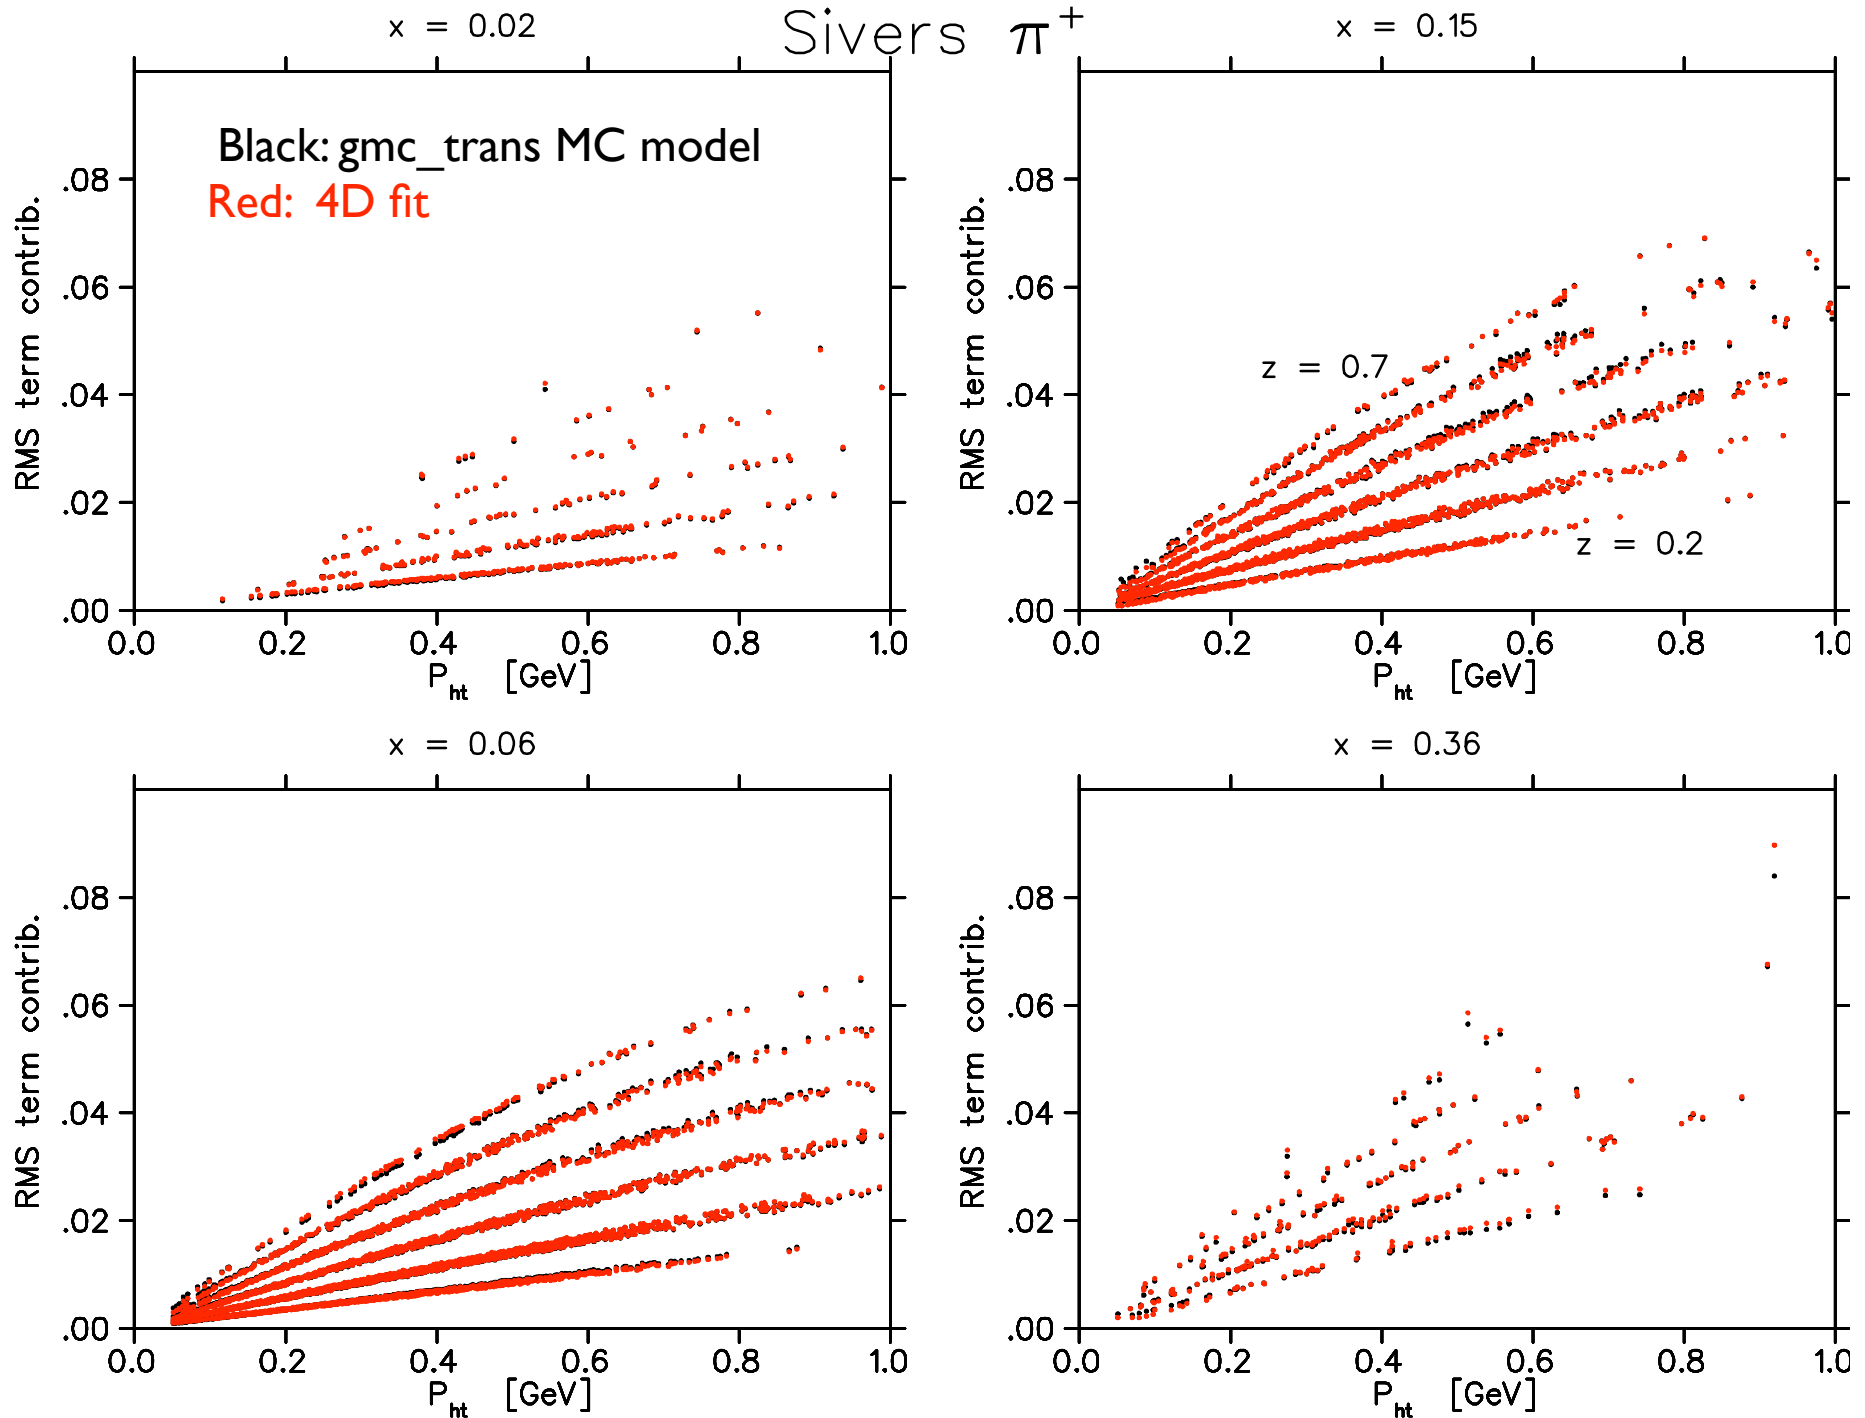 Sivers π+
x = 0.02
Black: gmc_trans MC model
Red: 4D fit
RMS term contrib.
.08
.06
.04
.02
.00
0.0 0.2 0.4 0.6 0.8 1.0
Pht [GeV]
x = 0.15
z = 0.7
z = 0.2
RMS term contrib.
.08
.06
.04
.02
.00
0.0 0.2 0.4 0.6 0.8 1.0
Pht [GeV]
x = 0.06
RMS term contrib.
.08
.06
.04
.02
.00
0.0 0.2 0.4 0.6 0.8 1.0
Pht [GeV]
x = 0.36
RMS term contrib.
.08
.06
.04
.02
.00
0.0 0.2 0.4 0.6 0.8 1.0
Pht [GeV]